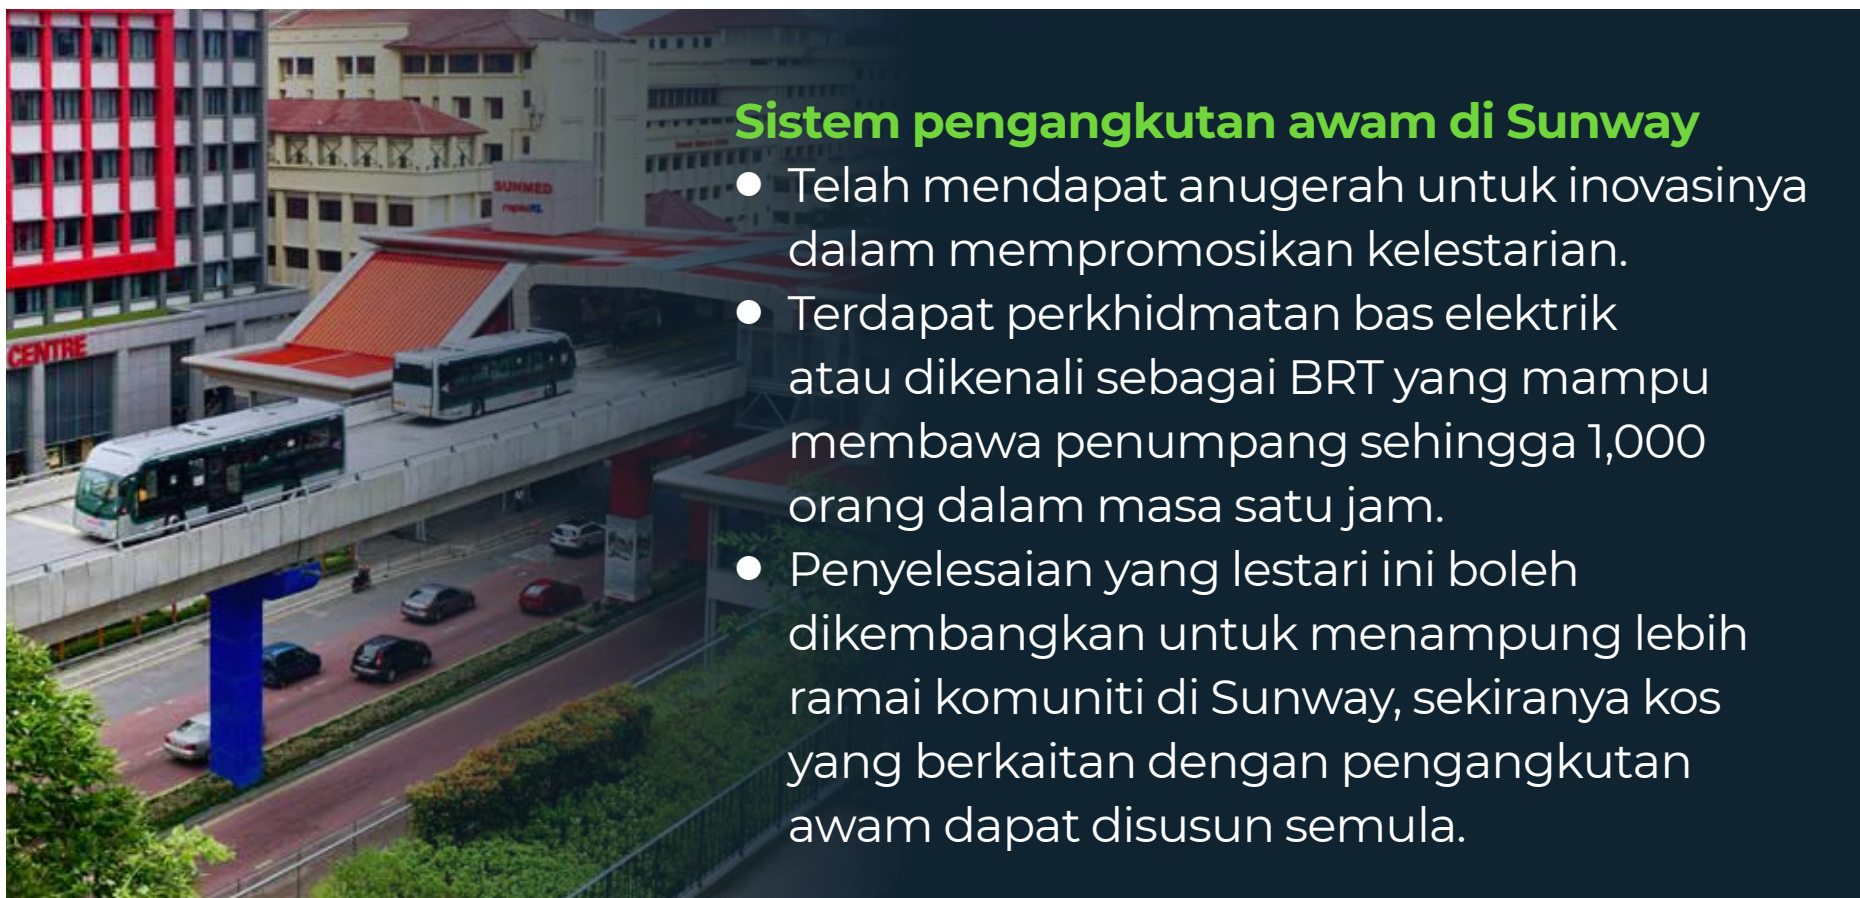 SUNMED
rapidKL
CENTRE
Sistem pengangkutan awam di Sunway
● Telah mendapat anugerah untuk inovasinya
dalam mempromosikan kelestarian.
● Terdapat perkhidmatan bas elektrik
atau dikenali sebagai BRT yang mampu
membawa penumpang sehingga 1,000
orang dalam masa satu jam.
● Penyelesaian yang lestari ini boleh
dikembangkan untuk menampung lebih
ramai komuniti di Sunway, sekiranya kos
yang berkaitan dengan pengangkutan
awam dapat disusun semula.